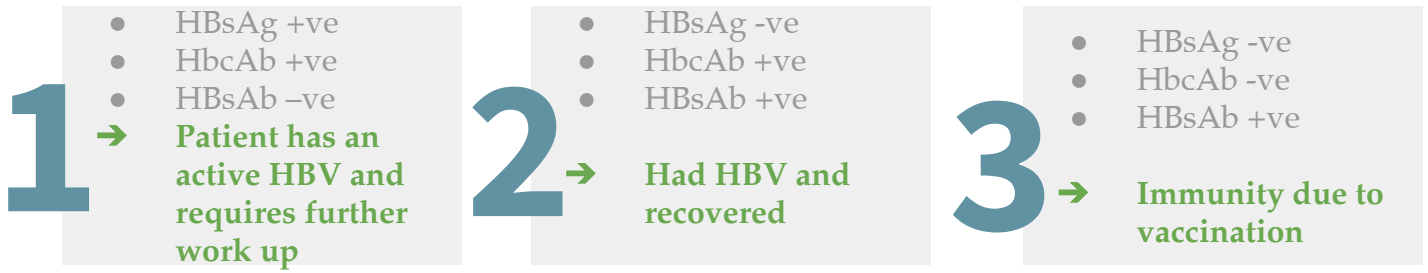 1
● HBsAg +ve
● HbcAb +ve
● HBsAb –ve
➔ Patient has an
active HBV and
requires further
work up
2
● HBsAg -ve
● HbcAb +ve
● HBsAb +ve
➔ Had HBV and
recovered
3
● HBsAg -ve
● HbcAb -ve
● HBsAb +ve
➔ Immunity due to
vaccination